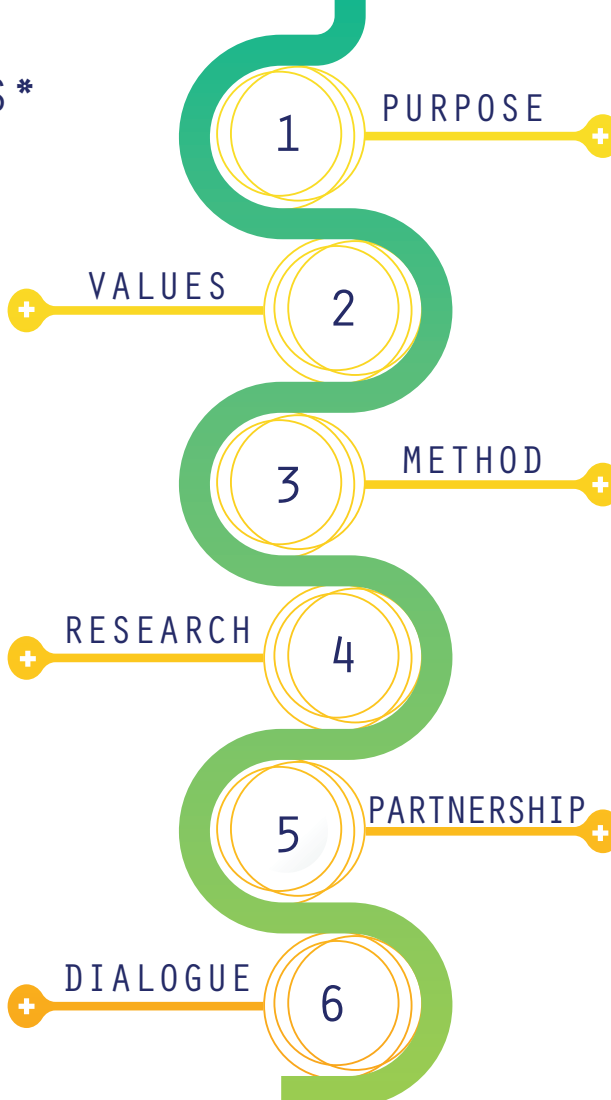 S*
1
PURPOSE
VALUES
2
3
METHOD
RESEARCH
4
5
PARTNERSHIP
DIALOGUE
6